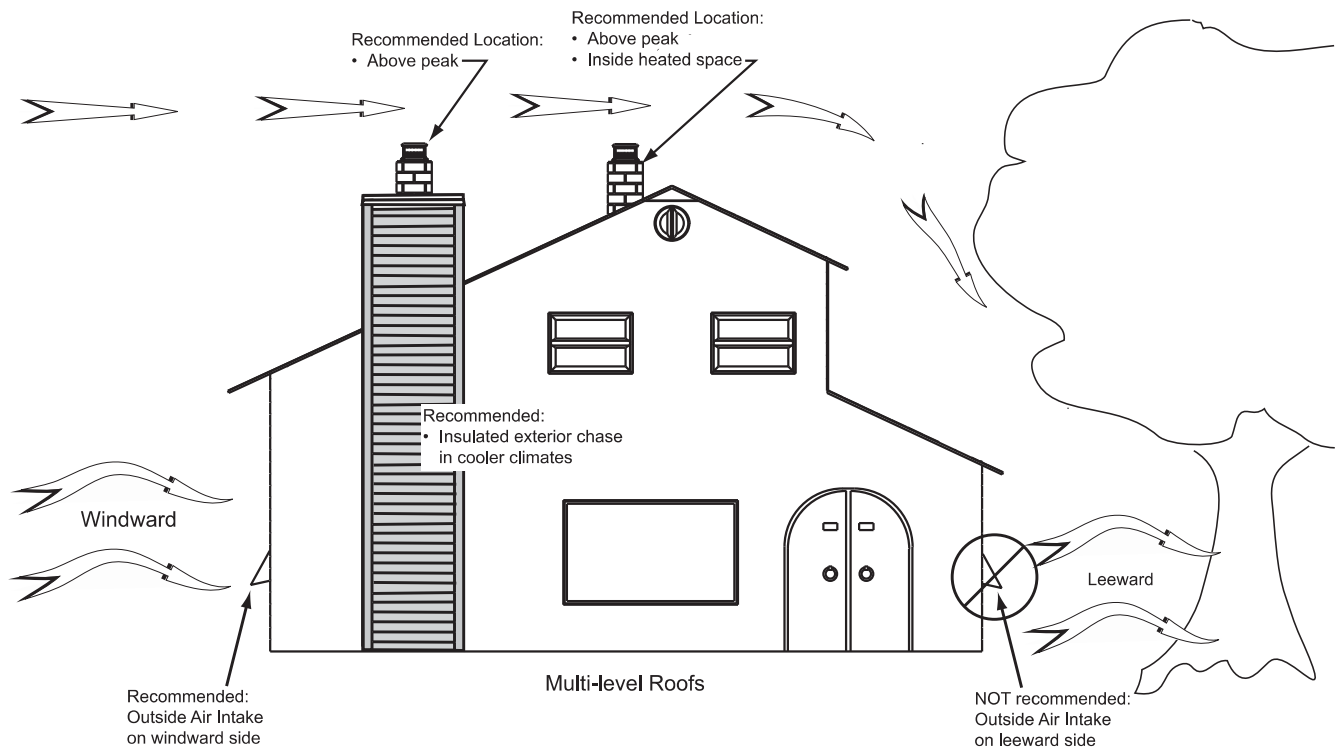 Recommended Location:
• Above peak
Recommended Location:
• Above peak
• Inside heated space
Recommended:
• Insulated exterior chase
in cooler climates
Windward
Leeward
Recommended:
Outside Air Intake
on windward side
Multi-level Roofs
NOT recommended:
Outside Air Intake
on leeward side